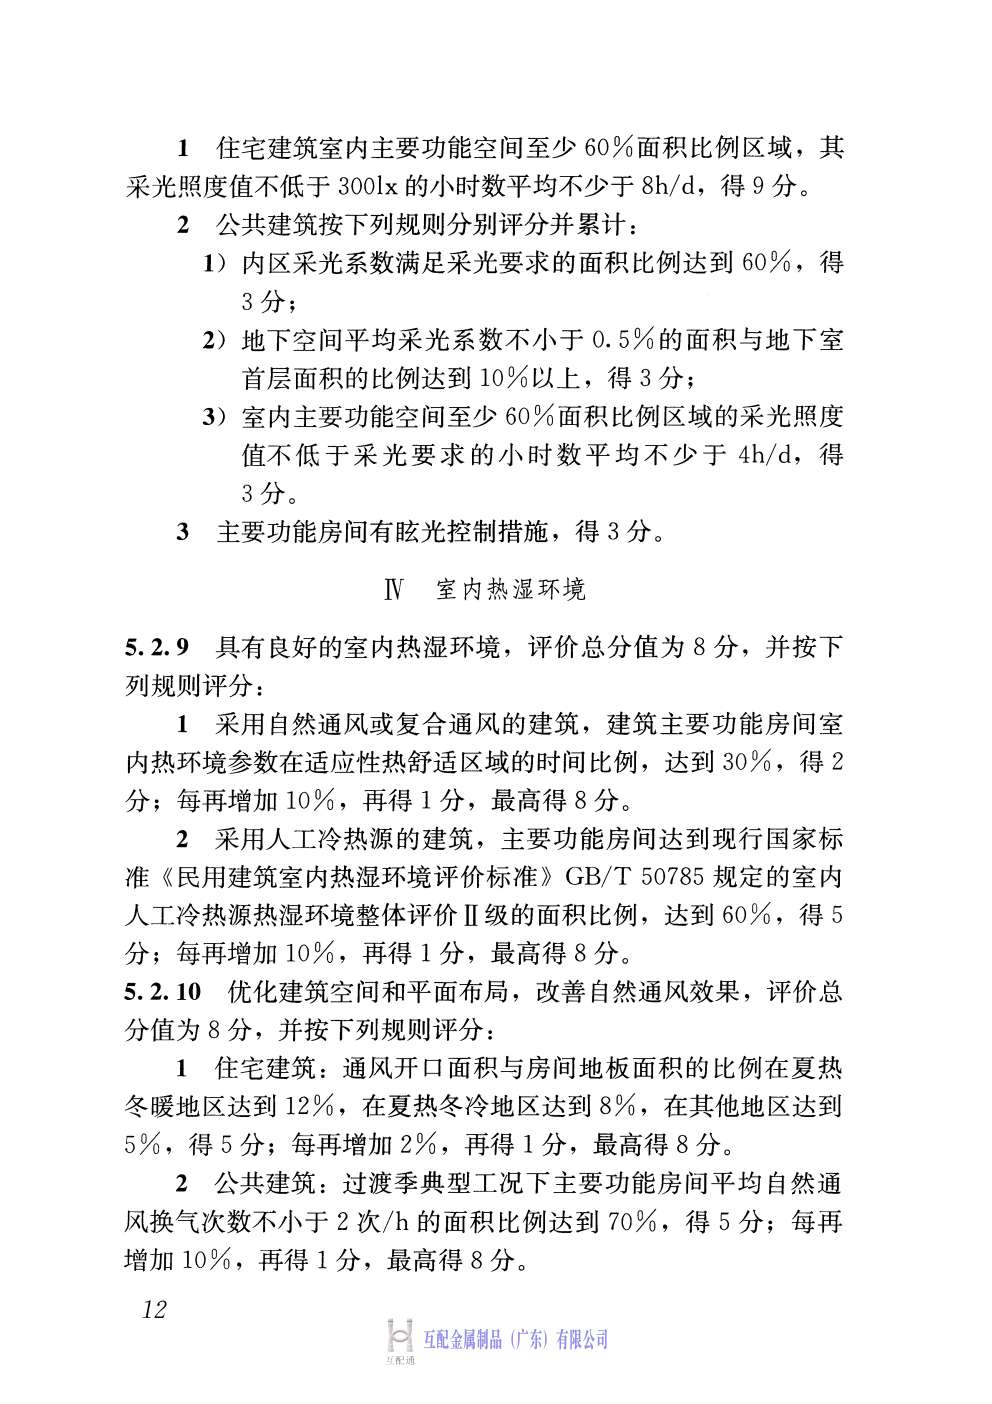 1 住宅建筑室内主要功能空间至少 60%面积比例区域，其
采光照度值不低于 300lx 的小时数平均不少于 8h/d，得 9 分。
2 公共建筑按下列规则分别评分并累计：
1）内区采光系数满足采光要求的面积比例达到 60%，得
3 分；
2）地下空间平均采光系数不小于 0.5%的面积与地下室
首层面积的比例达到 10%以上，得 3 分；
3）室内主要功能空间至少 60%面积比例区域的采光照度
值不低于采光要求的小时数平均不少于 4h/d，得
3 分。
3 主要功能房间有眩光控制措施，得 3 分。
Ⅳ 室内热湿环境
5.2.9 具有良好的室内热湿环境，评价总分值为 8 分，并按下
列规则评分：
1 采用自然通风或复合通风的建筑，建筑主要功能房间室
内热环境参数在适应性热舒适区域的时间比例，达到 30%，得 2
分；每再增加 10%，再得 1 分，最高得 8 分。
2 采用人工冷热源的建筑，主要功能房间达到现行国家标
准《民用建筑室内热湿环境评价标准》GB/T 50785 规定的室内
人工冷热源热湿环境整体评价Ⅱ级的面积比例，达到 60%，得 5
分；每再增加 10%，再得 1 分，最高得 8 分。
5.2.10 优化建筑空间和平面布局，改善自然通风效果，评价总
分值为 8 分，并按下列规则评分：
1 住宅建筑：通风开口面积与房间地板面积的比例在夏热
冬暖地区达到 12%，在夏热冬冷地区达到 8%，在其他地区达到
5%，得 5 分；每再增加 2%，再得 1 分，最高得 8 分。
2 公共建筑：过渡季典型工况下主要功能房间平均自然通
风换气次数不小于 2 次/h 的面积比例达到 70%，得 5 分；每再
增加 10%，再得 1 分，最高得 8 分。
12
互配金属制品（广东）有限公司
互配通